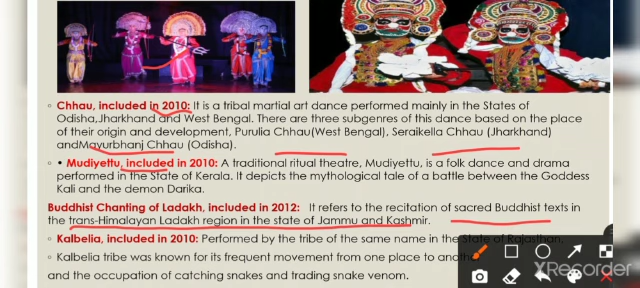 Chhau, included in 2010: It is a tribal martial art dance performed mainly in the States of
Odisha,Jharkhand and West Bengal. There are three subgenres of this dance based on the place
of their origin and development, Purulia Chhau(West Bengal), Seraikella Chhau (Jharkhand)
andMayurbhanj Chhau (Odisha).
• Mudiyettu, included in 2010: A traditional ritual theatre, Mudiyettu, is a folk dance and drama
performed in the State of Kerala. It depicts the mythological tale of a battle between the Goddess
Kali and the demon Darika.
Buddhist Chanting of Ladakh, included in 2012: It refers to the recitation of sacred Buddhist texts in
the trans-Himalayan Ladakh region in the state of Jammu and Kashmir.
Kalbelia, included in 2010: Performed by the tribe of the same name in the State of Rajasthan.
Kalbelia tribe was known for its frequent movement from one place to
and the occupation of catching snakes and trading snake venom.
XRecorder